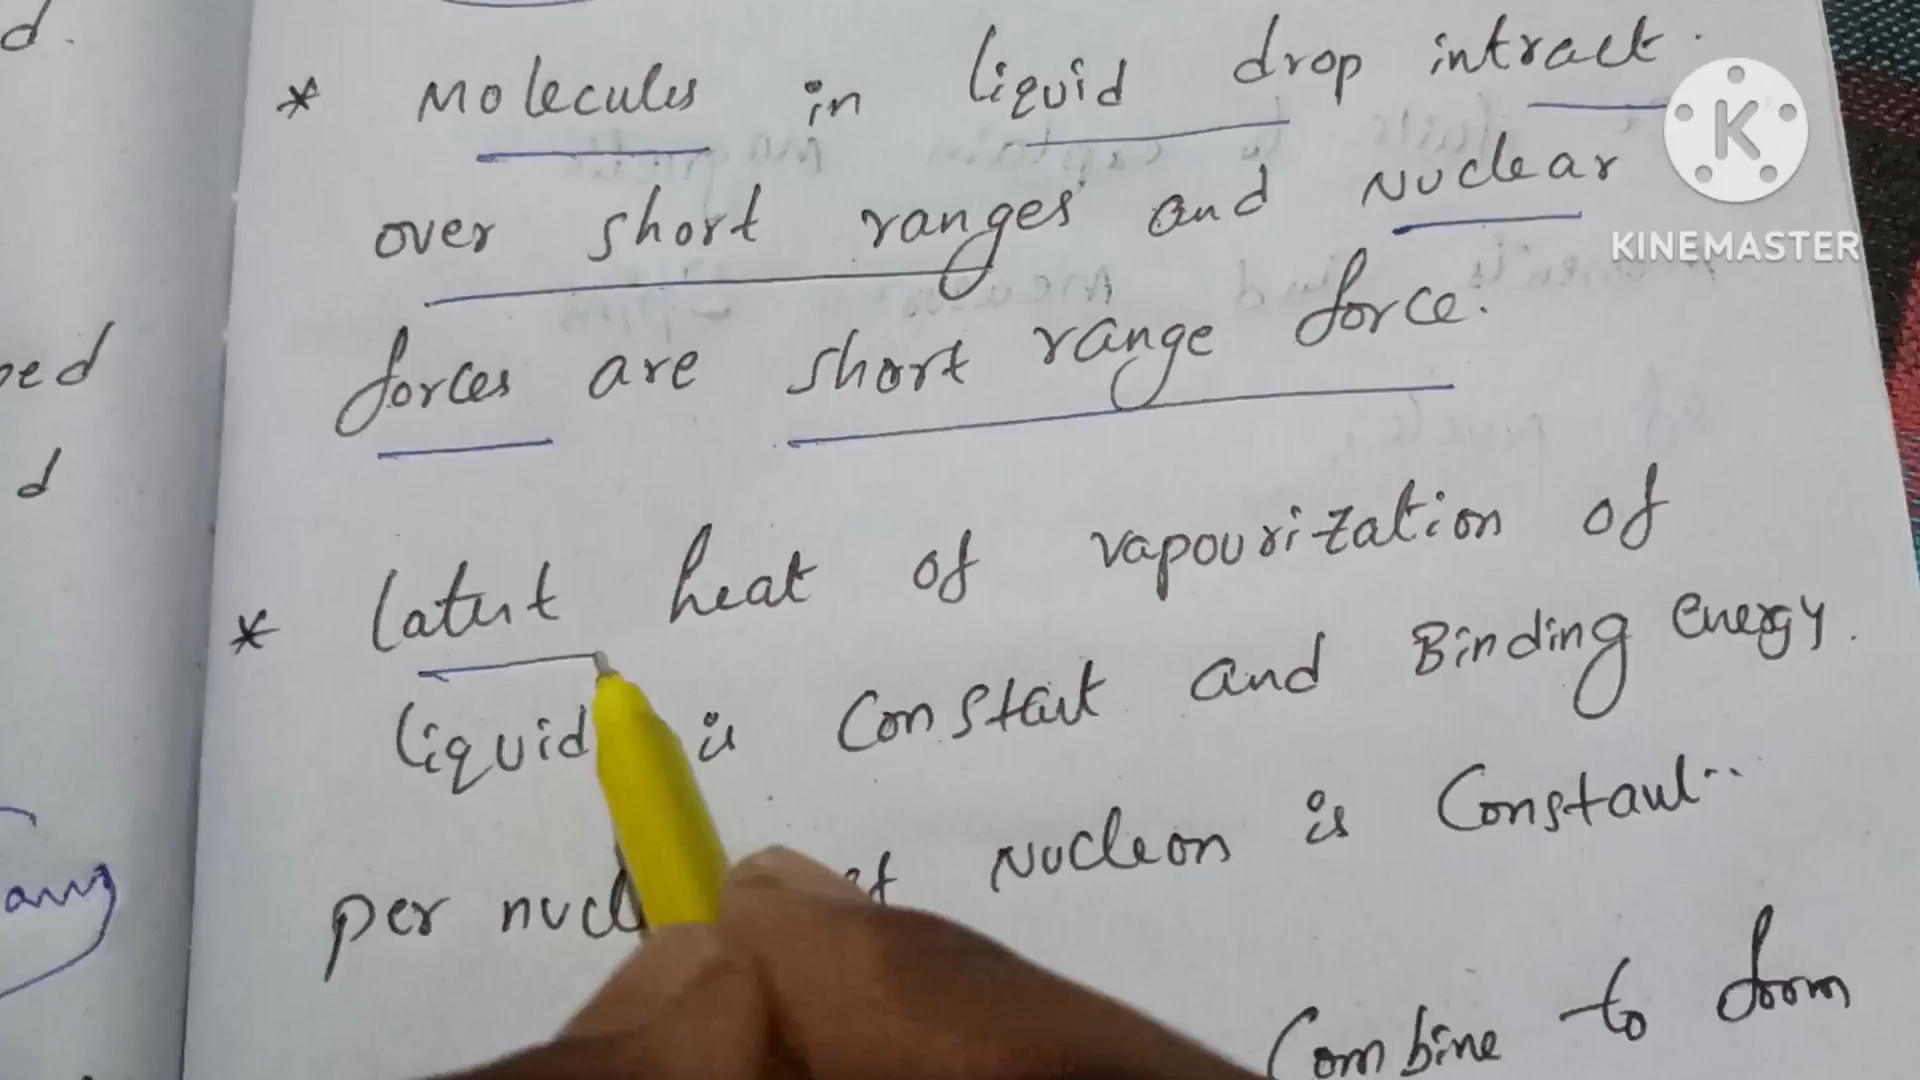 d.
* Molecules in liquid drop intract.
over short ranges and Nuclear
forces are short range force.
d
* Latent heat of vapourization of
liquid is Constant and Binding energy.
per of Nucleon is Constant..
Combine to form
K
KINEMASTER